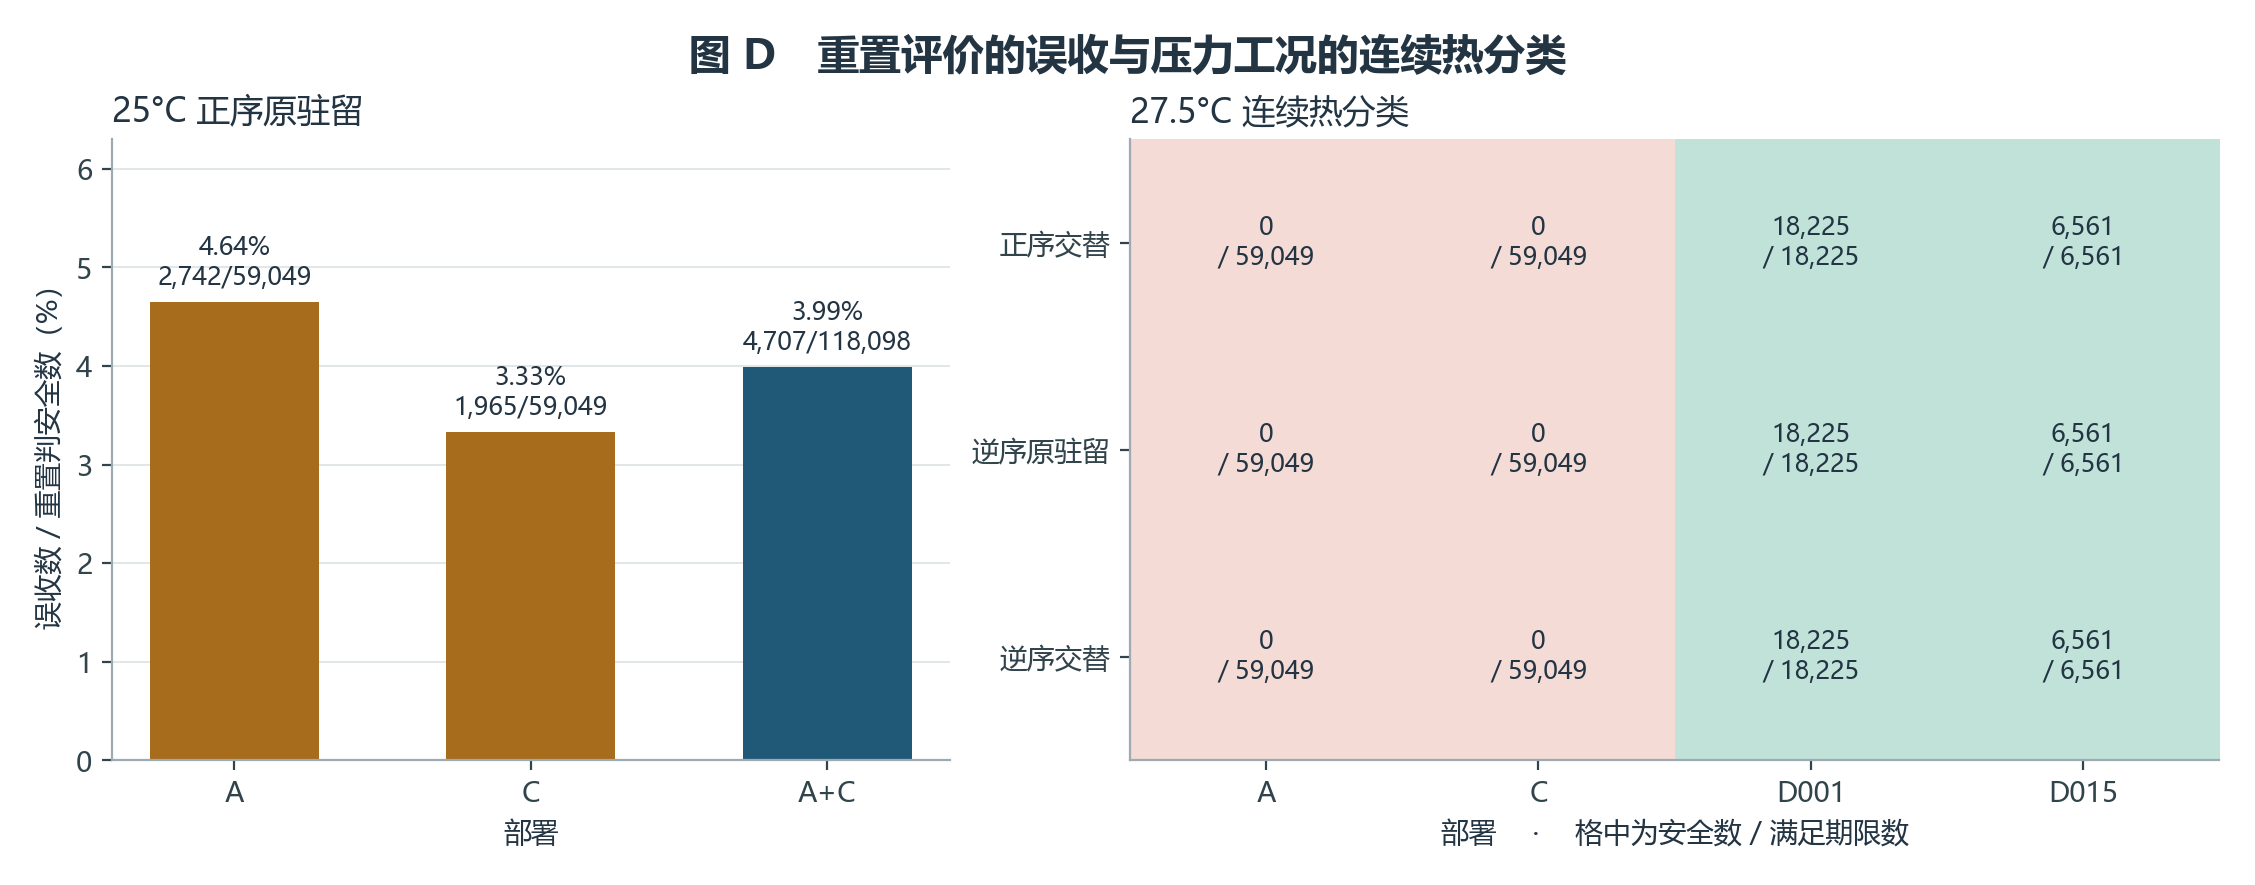 图 D 重置评价的误收与压力工况的连续热分类
25°C 正序原驻留
误收数 / 重置判安全数 (%)
6
5
4
3
2
1
0
4.64%
2,742/59,049
3.33%
1,965/59,049
3.99%
4,707/118,098
A
C
A+C
部署
27.5°C 连续热分类
正序交替
0
/ 59,049
0
/ 59,049
18,225
/ 18,225
6,561
/ 6,561
逆序原驻留
0
/ 59,049
0
/ 59,049
18,225
/ 18,225
6,561
/ 6,561
逆序交替
0
/ 59,049
0
/ 59,049
18,225
/ 18,225
6,561
/ 6,561
A
C
D001
D015
部署 · 格中为安全数 / 满足期限数